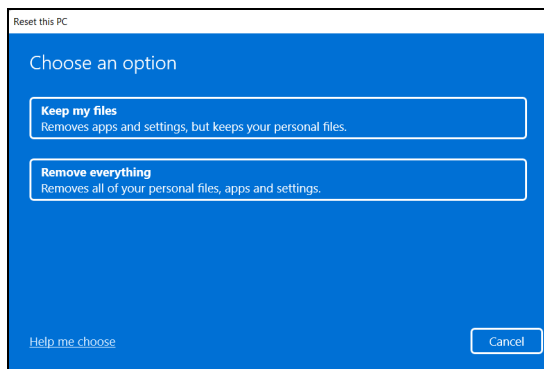 Reset this PC
Choose an option
Keep my files
Removes apps and settings, but keeps your personal files.
Remove everything
Removes all of your personal files, apps and settings.
Help me choose
Cancel